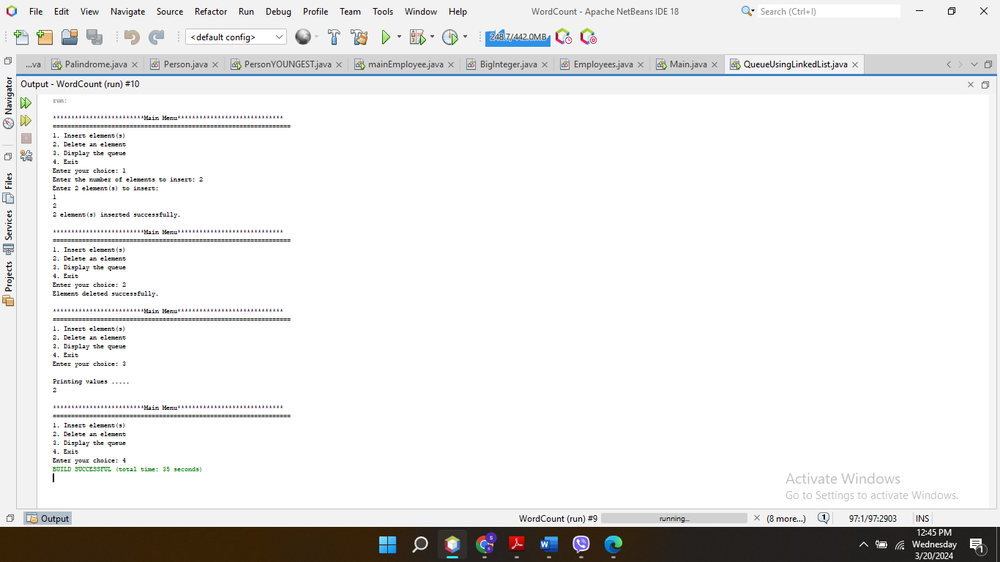 File Edit View Navigate Source Refactor Run Debug Profile Team Tools Window Help WordCount - Apache NetBeans IDE 18 Search (Ctrl+I)
<default config> 248.7/442.0MB
...va Palindrome.java Person.java PersonYOUNGEST.java mainEmployee.java BigInteger.java Employees.java Main.java QueueUsingLinkedList.java
Output - WordCount (run) #10
Navigator
Files
Services
Projects
run:
*************************Main Menu*****************************
=================================================================
1. Insert element(s)
2. Delete an element
3. Display the queue
4. Exit
Enter your choice: 1
Enter the number of elements to insert: 2
Enter 2 element(s) to insert:
1
2
2 element(s) inserted successfully.
*************************Main Menu*****************************
=================================================================
1. Insert element(s)
2. Delete an element
3. Display the queue
4. Exit
Enter your choice: 2
Element deleted successfully.
*************************Main Menu*****************************
=================================================================
1. Insert element(s)
2. Delete an element
3. Display the queue
4. Exit
Enter your choice: 3
Printing values .....
2
*************************Main Menu*****************************
=================================================================
1. Insert element(s)
2. Delete an element
3. Display the queue
4. Exit
Enter your choice: 4
BUILD SUCCESSFUL (total time: 35 seconds)
Activate Windows
Go to Settings to activate Windows.
Output WordCount (run) #9 running... (8 more...) 1 97:1/97:2903 INS
12:45 PM
Wednesday
3/20/2024
1